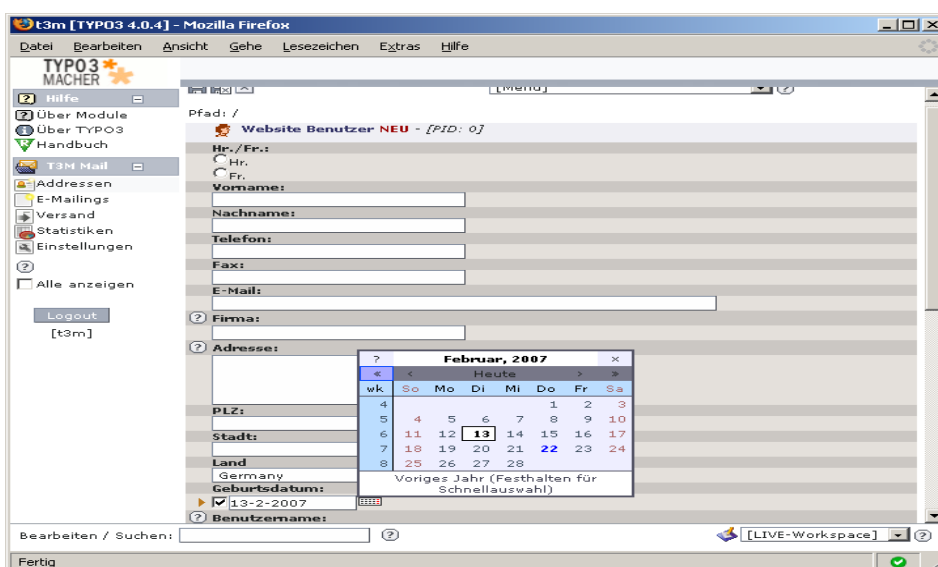 t3m [TYPO3 4.0.4] - Mozilla Firefox
Datei Bearbeiten Ansicht Gehe Lesezeichen Extras Hilfe
TYPO3
MACHER
? Hilfe
? Über Module
Über TYPO3
Handbuch
T3M Mail
Addressen
E-Mailings
Versand
Statistiken
Einstellungen
?
Alle anzeigen
Logout
[t3m]
[Menü] ?
Pfad: /
Website Benutzer NEU - [PID: 0]
Hr./Fr.:
Hr.
Fr.
Vorname:
Nachname:
Telefon:
Fax:
E-Mail:
? Firma:
? Adresse:
PLZ:
Stadt:
Land
Germany
Geburtsdatum:
13-2-2007
? Benutzername:
? Februar, 2007 ×
« ‹ Heute › »
wk So Mo Di Mi Do Fr Sa
4 1 2 3
5 4 5 6 7 8 9 10
6 11 12 13 14 15 16 17
7 18 19 20 21 22 23 24
8 25 26 27 28
Voriges Jahr (Festhalten für
Schnellauswahl)
Bearbeiten / Suchen: ? [LIVE-Workspace] ?
Fertig